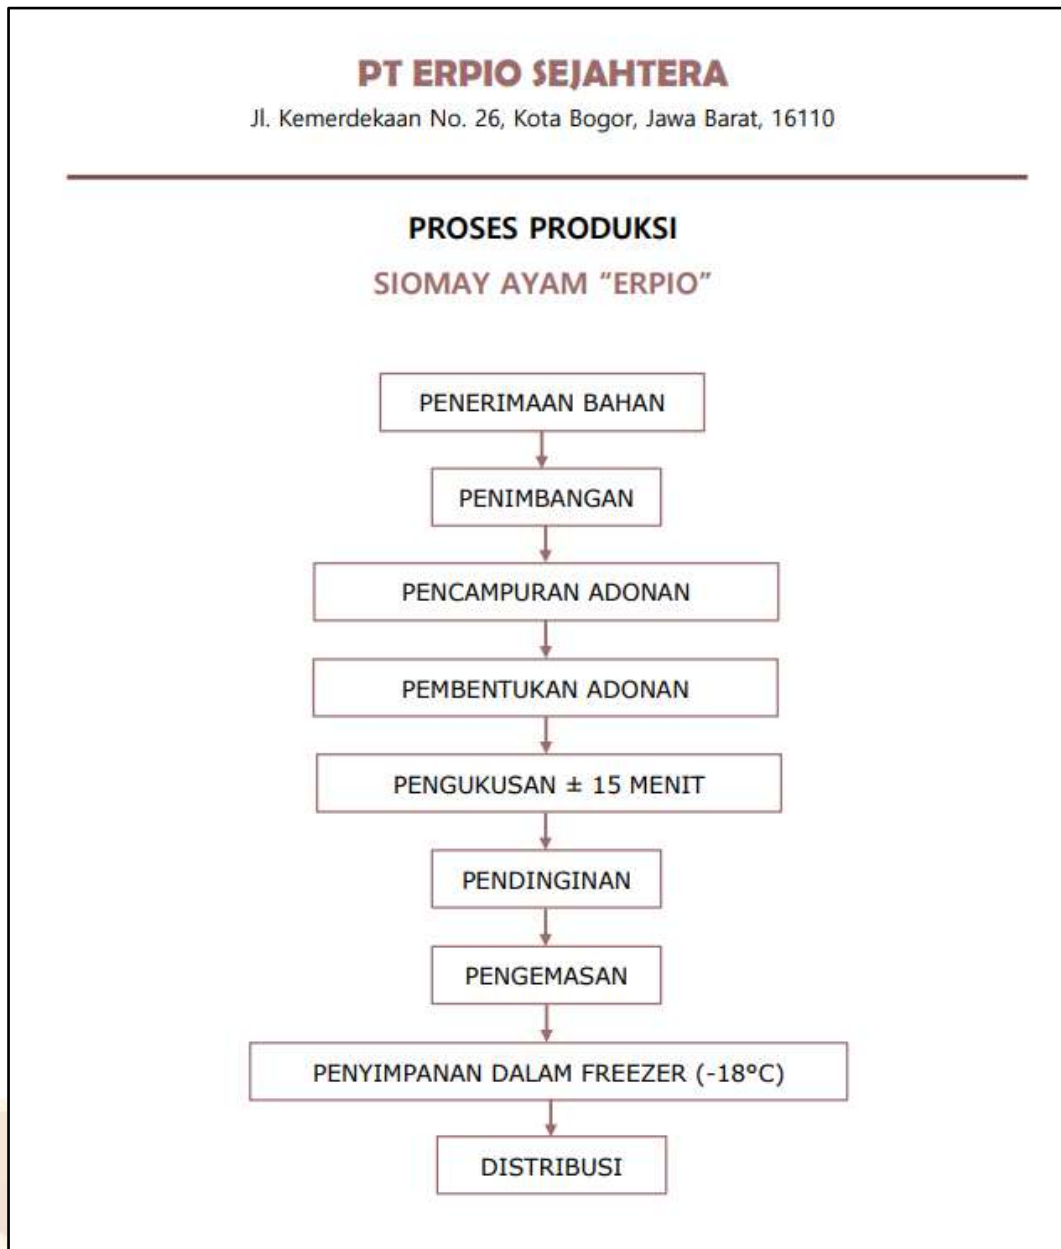 PT ERPIO SEJAHTERA
Jl. Kemerdekaan No. 26, Kota Bogor, Jawa Barat, 16110
PROSES PRODUKSI
SIOMAY AYAM “ERPIO”
PENERIMAAN BAHAN
PENIMBANGAN
PENCAMPURAN ADONAN
PEMBENTUKAN ADONAN
PENGUKUSAN ± 15 MENIT
PENDINGINAN
PENGEMASAN
PENYIMPANAN DALAM FREEZER (-18°C)
DISTRIBUSI